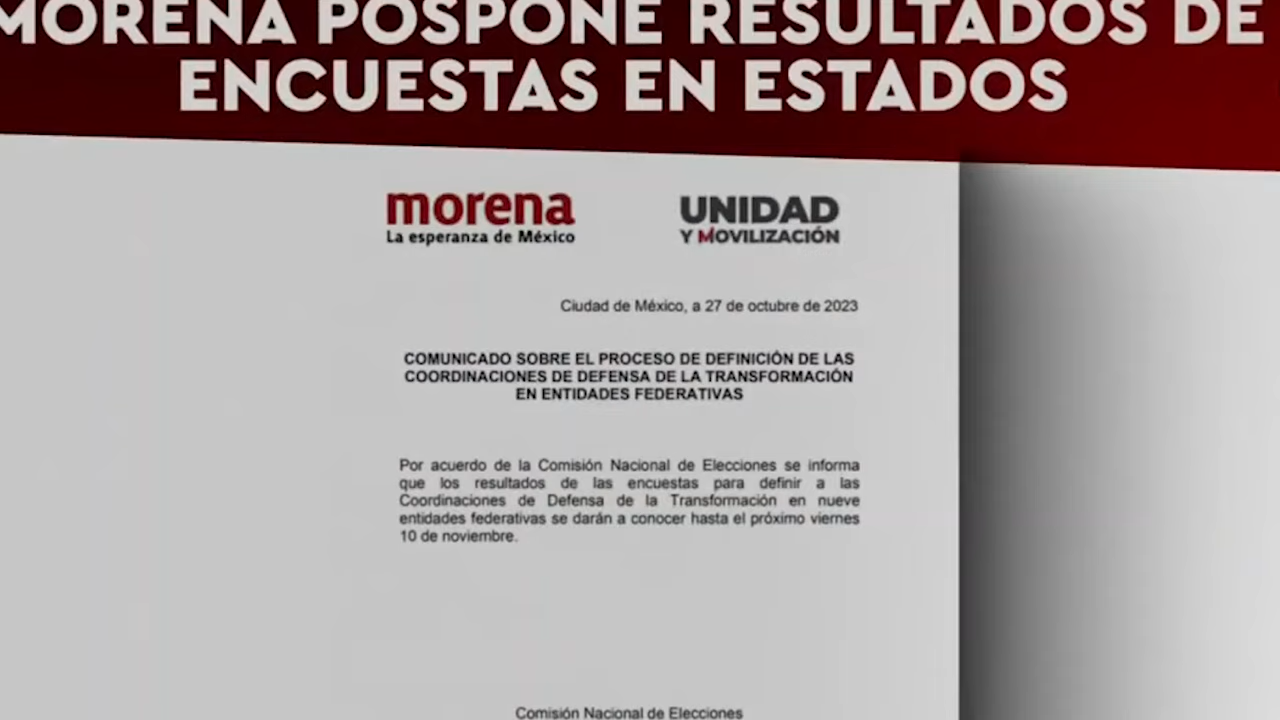 MORENA POSPONE RESULTADOS DE
ENCUESTAS EN ESTADOS
morena
La esperanza de México
UNIDAD
Y MOVILIZACIÓN
Ciudad de México, a 27 de octubre de 2023
COMUNICADO SOBRE EL PROCESO DE DEFINICIÓN DE LAS
COORDINACIONES DE DEFENSA DE LA TRANSFORMACIÓN
EN ENTIDADES FEDERATIVAS
Por acuerdo de la Comisión Nacional de Elecciones se informa
que los resultados de las encuestas para definir a las
Coordinaciones de Defensa de la Transformación en nueve
entidades federativas se darán a conocer hasta el próximo viernes
10 de noviembre.
Comisión Nacional de Elecciones